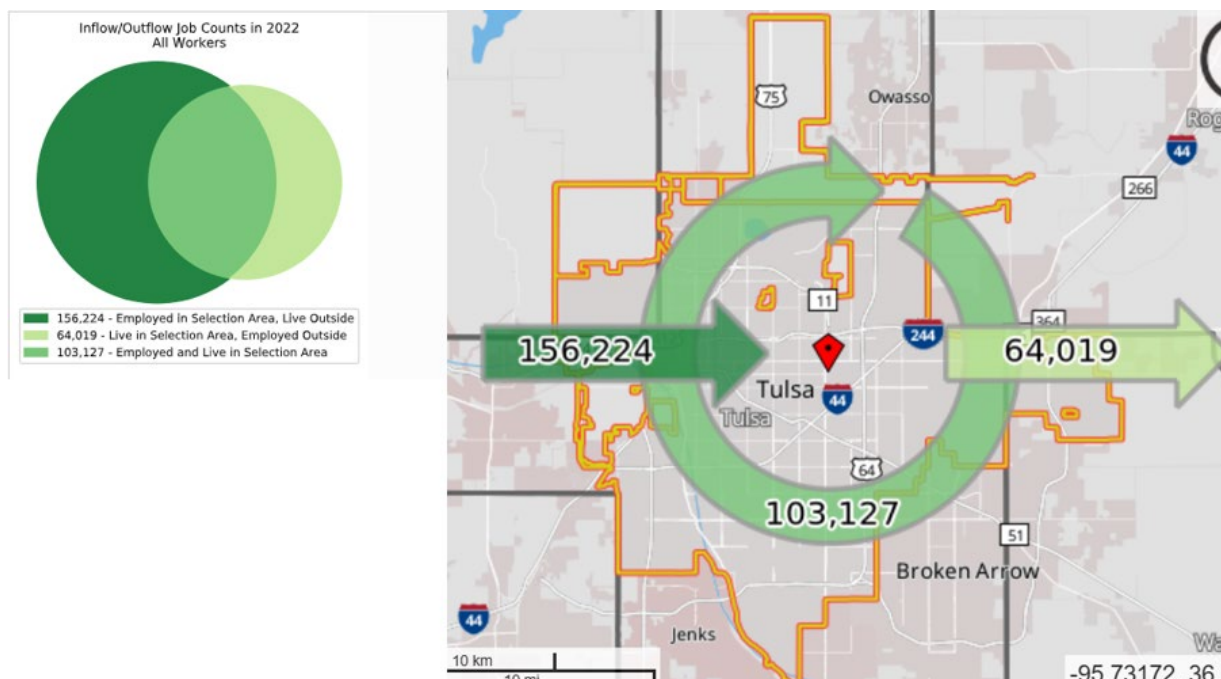 Inflow/Outflow Job Counts in 2022
All Workers
156,224 - Employed in Selection Area, Live Outside
64,019 - Live in Selection Area, Employed Outside
103,127 - Employed and Live in Selection Area
75
Owasso
Rog
44
266
11
364
244
156,224
64,019
Tulsa
44
Tulsa
64
103,127
51
Broken Arrow
44
Jenks
Wa
10 km
10 mi
-95.73172, 36